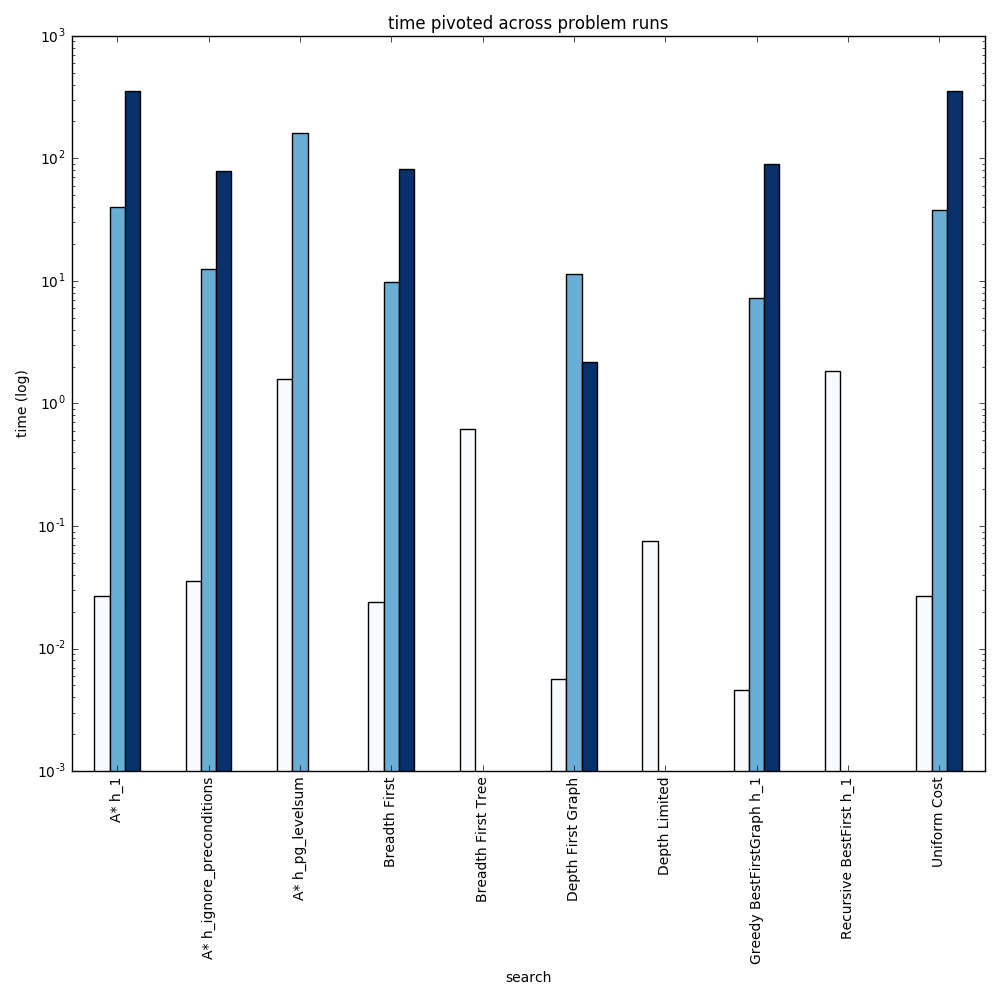 time pivoted across problem runs
10^3
10^2
10^1
10^0
10^-1
10^-2
10^-3
time (log)
A* h_1
A* h_ignore_preconditions
A* h_pg_levelsum
Breadth First
Breadth First Tree
Depth First Graph
Depth Limited
Greedy BestFirstGraph h_1
Recursive BestFirst h_1
Uniform Cost
search